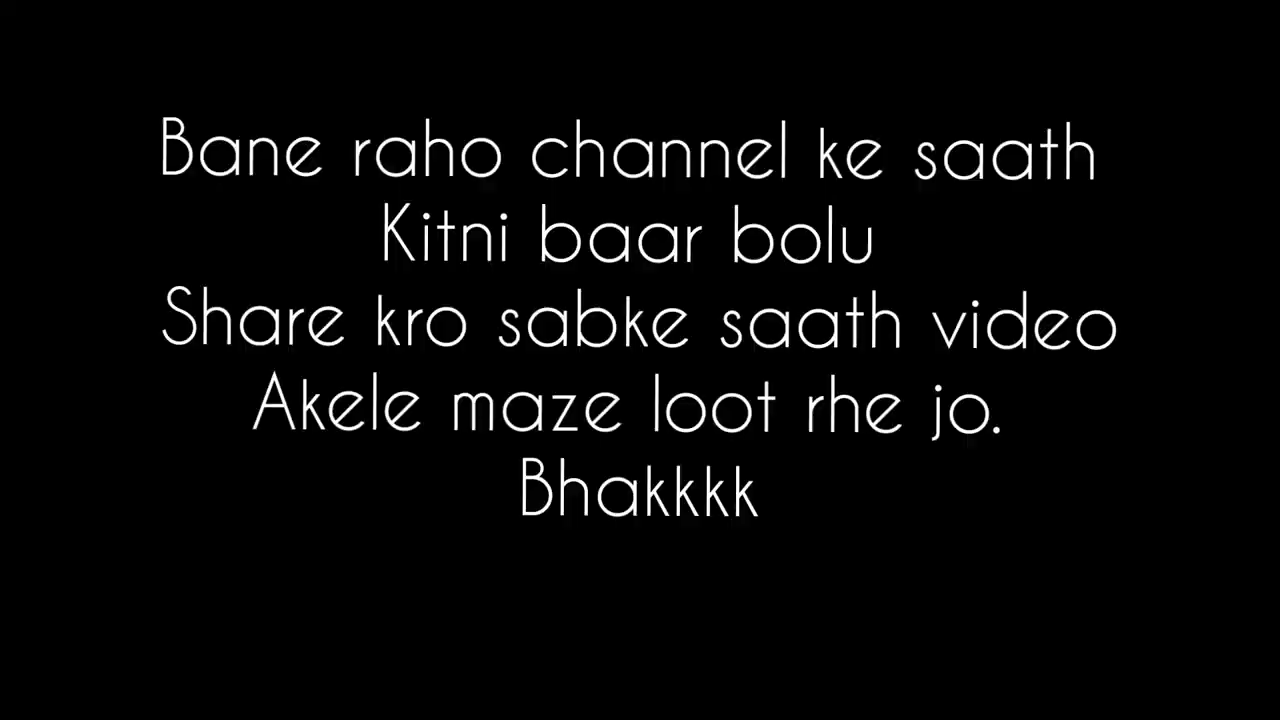 Bane raho channel ke saath
Kitni baar bolu
Share kro sabke saath video
Akele maze loot rhe jo.
Bhakkkk